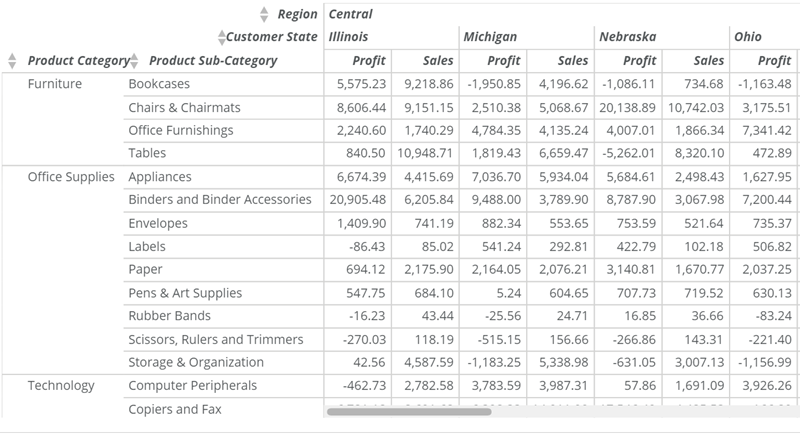 Region Central
Customer State Illinois Michigan Nebraska Ohio
Product Category Product Sub-Category Profit Sales Profit Sales Profit Sales Profit
Furniture Bookcases 5,575.23 9,218.86 -1,950.85 4,196.62 -1,086.11 734.68 -1,163.48
Chairs & Chairmats 8,606.44 9,151.15 2,510.38 5,068.67 20,138.89 10,742.03 3,175.51
Office Furnishings 2,240.60 1,740.29 4,784.35 4,135.24 4,007.01 1,866.34 7,341.42
Tables 840.50 10,948.71 1,819.43 6,659.47 -5,262.01 8,320.10 472.89
Office Supplies Appliances 6,674.39 4,415.69 7,036.70 5,934.04 5,684.61 2,498.43 1,627.95
Binders and Binder Accessories 20,905.48 6,205.84 9,488.00 3,789.90 8,787.90 3,067.98 7,200.44
Envelopes 1,409.90 741.19 882.34 553.65 753.59 521.64 735.37
Labels -86.43 85.02 541.24 292.81 422.79 102.18 506.82
Paper 694.12 2,175.90 2,164.05 2,076.21 3,140.81 1,670.77 2,037.25
Pens & Art Supplies 547.75 684.10 5.24 604.65 707.73 719.52 630.13
Rubber Bands -16.23 43.44 -25.56 24.71 16.85 36.66 -83.24
Scissors, Rulers and Trimmers -270.03 118.19 -515.15 156.66 -266.86 143.31 -221.40
Storage & Organization 42.56 4,587.59 -1,183.25 5,338.98 -631.05 3,007.13 -1,156.99
Technology Computer Peripherals -462.73 2,782.58 3,783.59 3,987.31 57.86 1,691.09 3,926.26
Copiers and Fax